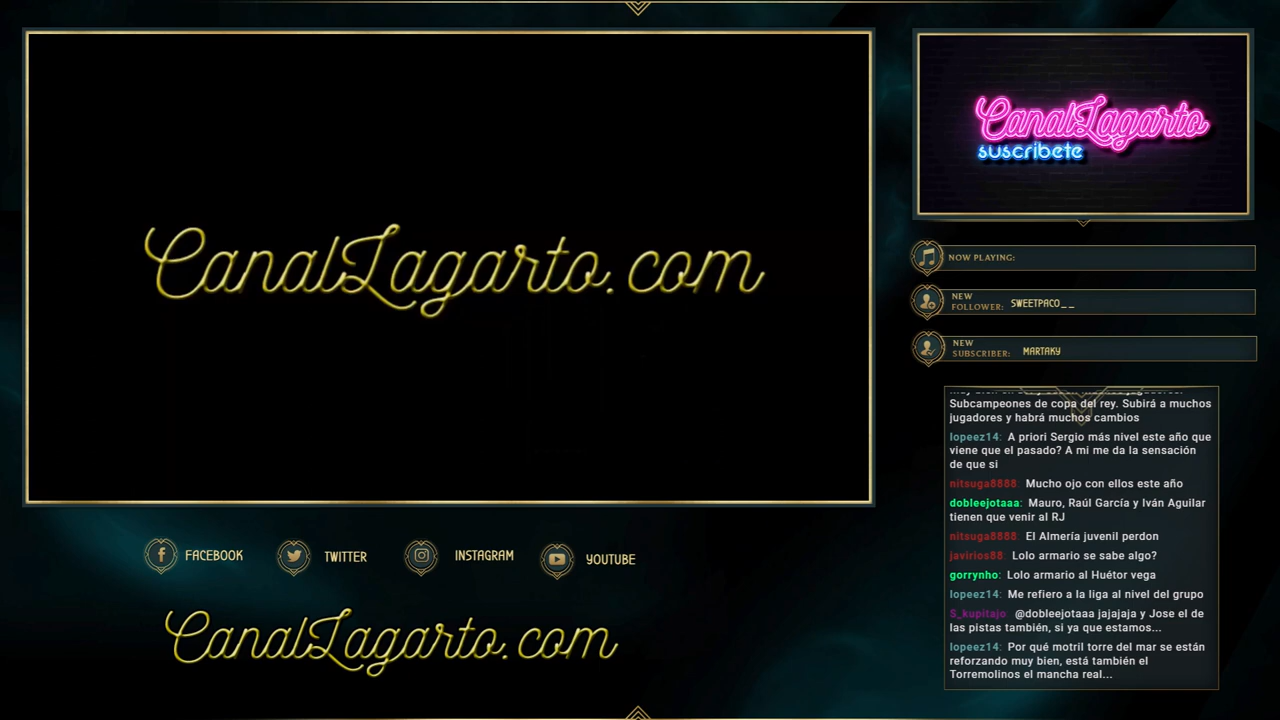 CanalLagarto.com
CanalLagarto
suscribete
NOW PLAYING:
NEW
FOLLOWER: SWEETPACO__
NEW
SUBSCRIBER: MARTAKY
Subcampeones de copa del rey. Subirá a muchos
jugadores y habrá muchos cambios
lopeez14: A priori Sergio más nivel este año que
viene que el pasado? A mi me da la sensación
de que si
nitsuga8888: Mucho ojo con ellos este año
dobleejotaaa: Mauro, Raúl García y Iván Aguilar
tienen que venir al RJ
nitsuga8888: El Almería juvenil perdon
javirios88: Lolo armario se sabe algo?
gorrynho: Lolo armario al Huétor vega
lopeez14: Me refiero a la liga al nivel del grupo
S_kupitajo: @dobleejotaaa jajajaja y Jose el de
las pistas también, si ya que estamos...
lopeez14: Por qué motril torre del mar se están
reforzando muy bien, está también el
Torremolinos el mancha real...
FACEBOOK
TWITTER
INSTAGRAM
YOUTUBE
CanalLagarto.com